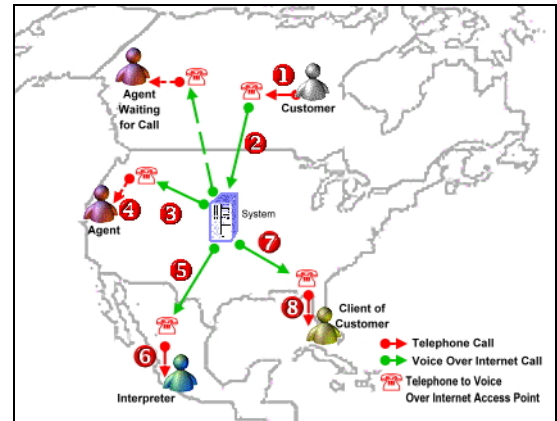 Agent
Waiting
for Call
1
Customer
2
System
3
4
Agent
5
7
8
Client of
Customer
6
Interpreter
Telephone Call
Voice Over Internet Call
Telephone to Voice
Over Internet Access Point